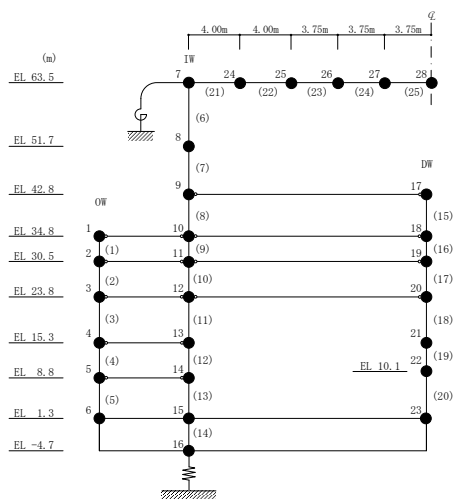 ℄
4.00m 4.00m 3.75m 3.75m 3.75m
(m) IW
EL 63.5 7 24 25 26 27 28
(21) (22) (23) (24) (25)
(6)
EL 51.7 8
(7)
DW
EL 42.8 9 17
OW
(8) (15)
EL 34.8 1 10 18
(1) (9) (16)
EL 30.5 2 11 19
(2) (10) (17)
EL 23.8 3 12 20
(3) (11) (18)
EL 15.3 4 13 21
(4) (12) (19)
EL 10.1 22
EL 8.8 5 14
(5) (13) (20)
EL 1.3 6 15 23
(14)
EL -4.7 16